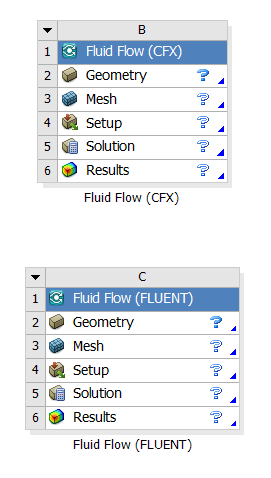 B
1 Fluid Flow (CFX)
2 Geometry ?
3 Mesh ?
4 Setup ?
5 Solution ?
6 Results ?
Fluid Flow (CFX)
C
1 Fluid Flow (FLUENT)
2 Geometry ?
3 Mesh ?
4 Setup ?
5 Solution ?
6 Results ?
Fluid Flow (FLUENT)